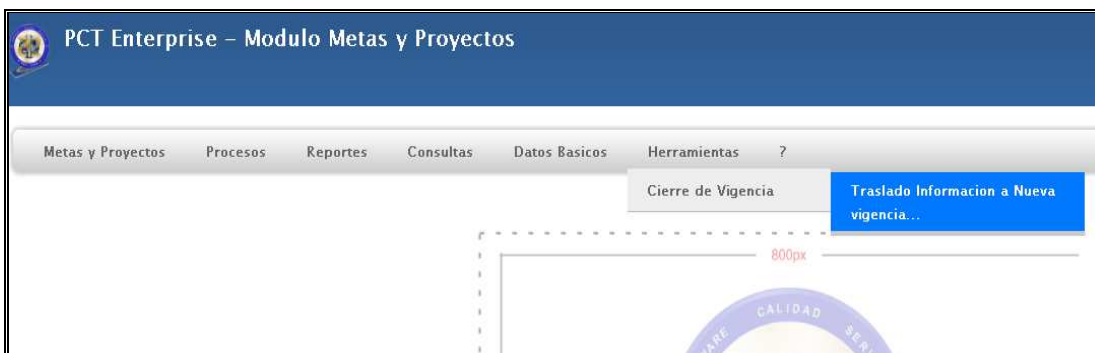 PCT Enterprise – Modulo Metas y Proyectos
Metas y Proyectos Procesos Reportes Consultas Datos Basicos Herramientas ?
Cierre de Vigencia
Traslado Informacion a Nueva
vigencia...
800px
CALIDAD